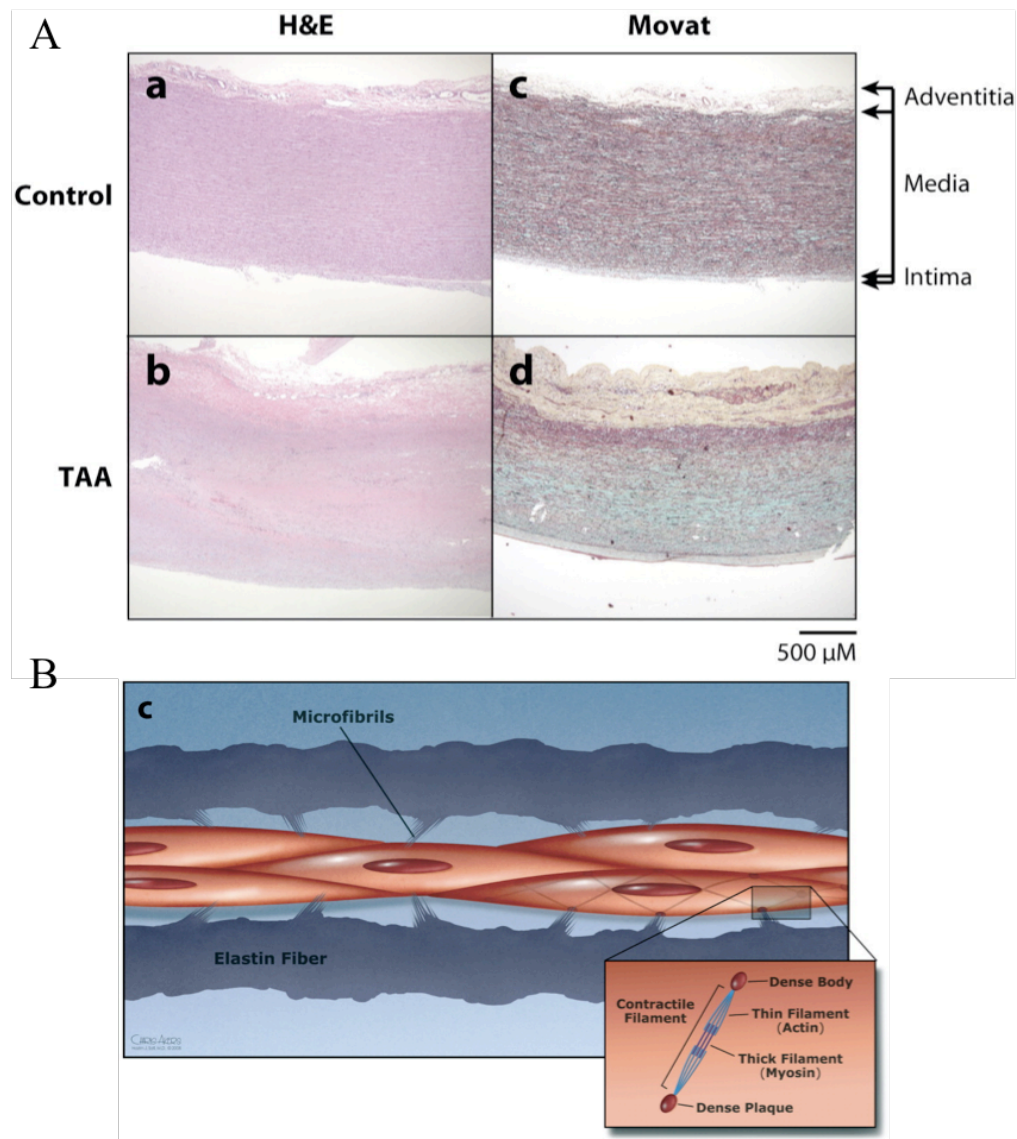 A
H&E
Movat
a
c
Adventitia
Control
Media
Intima
b
d
TAA
500 µM
B
c
Microfibrils
Elastin Fiber
Contractile
Filament
Dense Body
Thin Filament
(Actin)
Thick Filament
(Myosin)
Dense Plaque